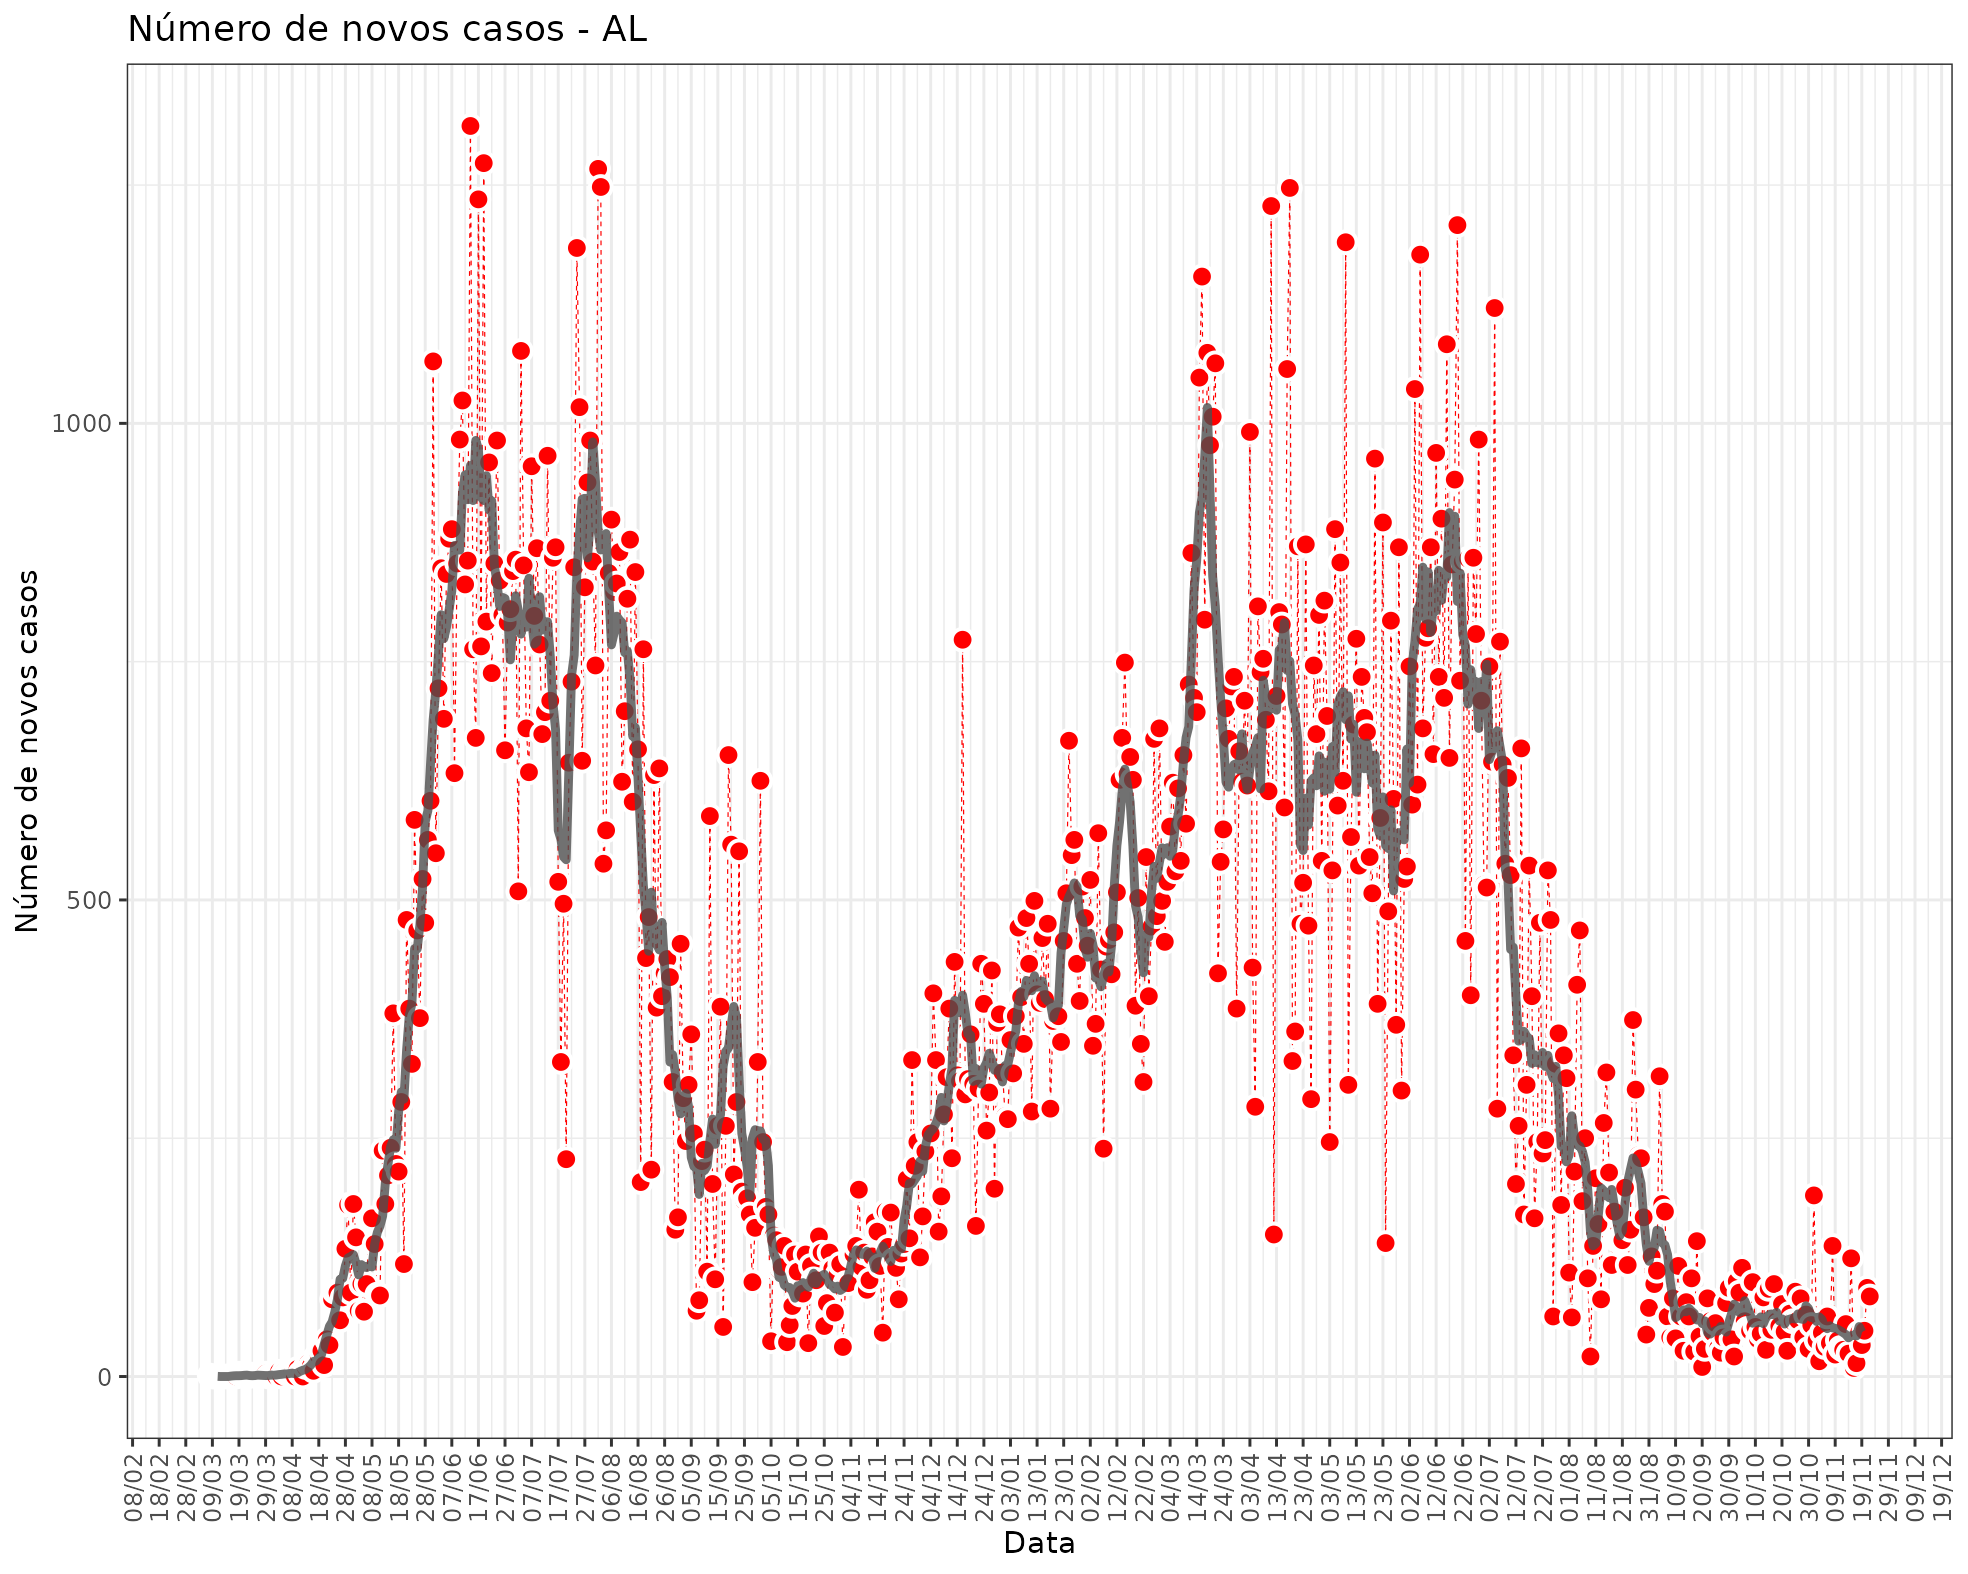 Número de novos casos - AL
Número de novos casos
1000
500
0
08/02 18/02 28/02 09/03 19/03 29/03 08/04 18/04 28/04 08/05 18/05 28/05 07/06 17/06 27/06 07/07 17/07 27/07 06/08 16/08 26/08 05/09 15/09 25/09 05/10 15/10 25/10 04/11 14/11 24/11 04/12 14/12 24/12 03/01 13/01 23/01 02/02 12/02 22/02 04/03 14/03 24/03 03/04 13/04 23/04 03/05 13/05 23/05 02/06 12/06 22/06 02/07 12/07 22/07 01/08 11/08 21/08 31/08 10/09 20/09 30/09 10/10 20/10 30/10 09/11 19/11 29/11 09/12 19/12
Data